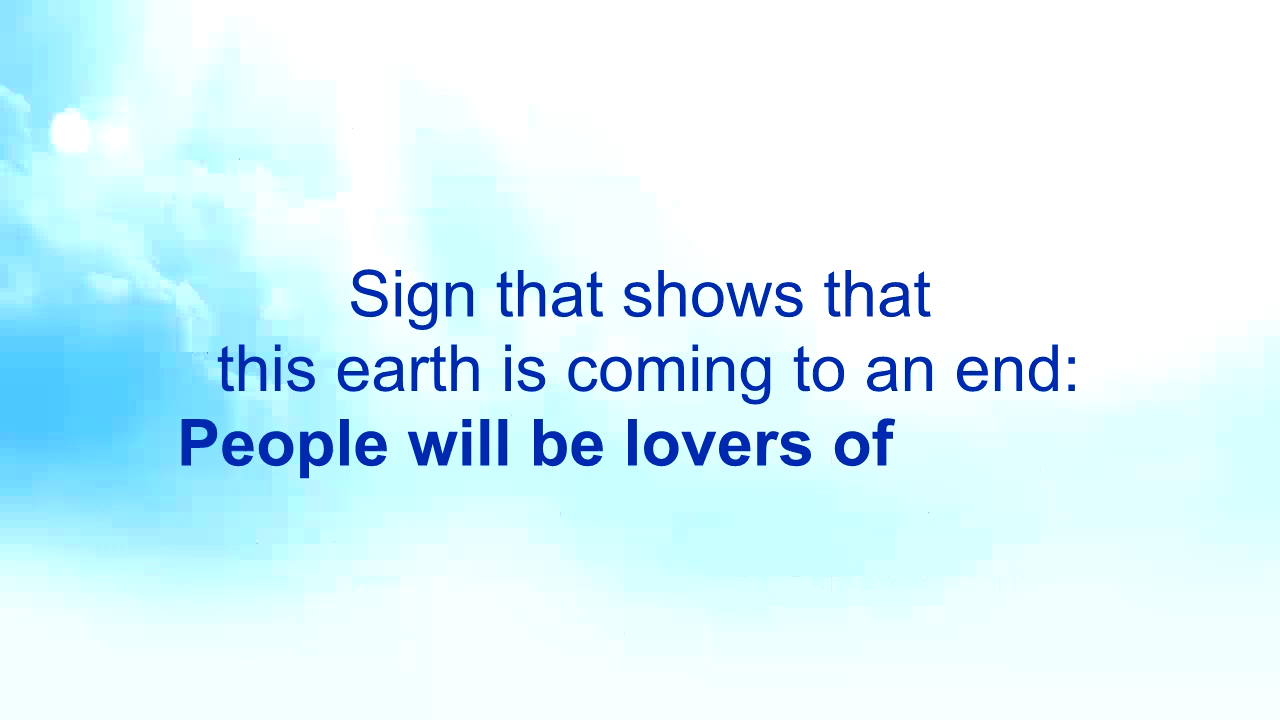 Sign that shows that
this earth is coming to an end:
People will be lovers of